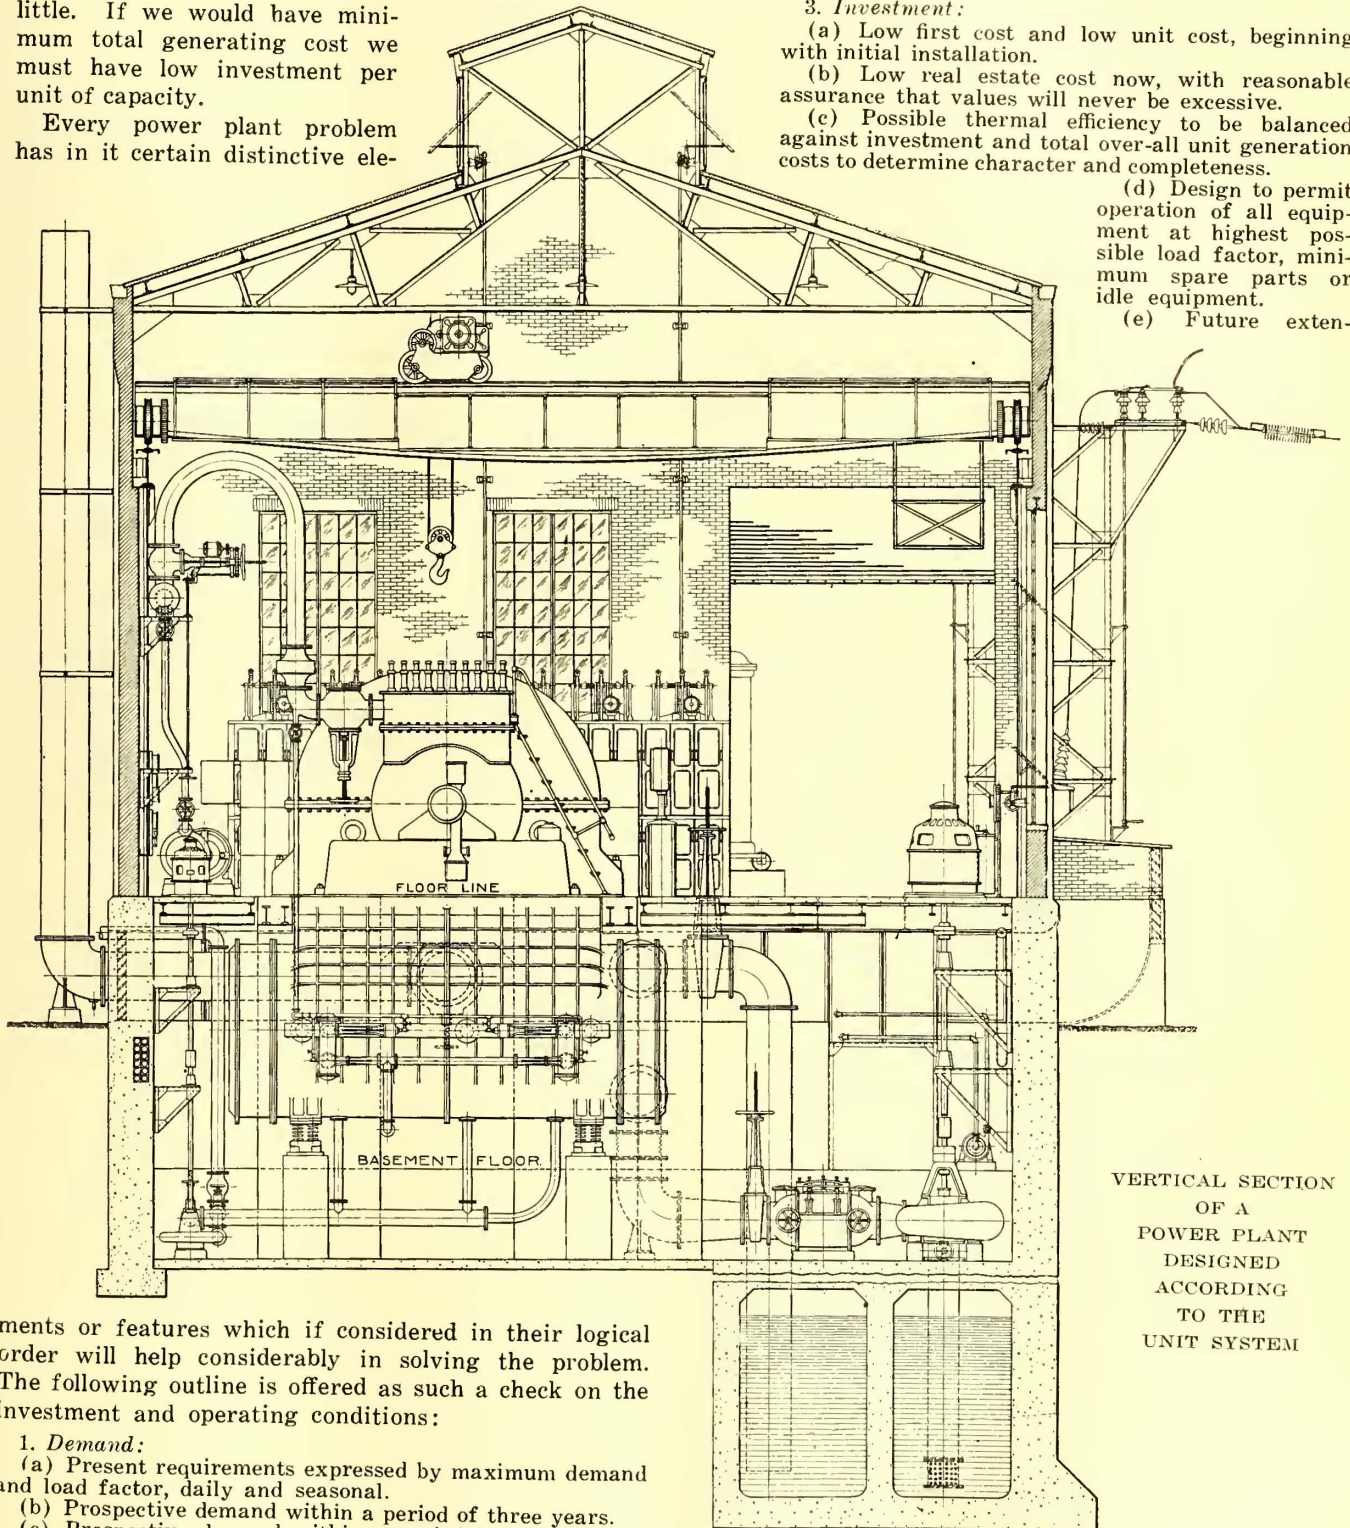 little. If we would have mini-
mum total generating cost we
must have low investment per
unit of capacity.
Every power plant problem
has in it certain distinctive ele-
3. Investment:
(a) Low first cost and low unit cost, beginning
with initial installation.
(b) Low real estate cost now, with reasonable
assurance that values will never be excessive.
(c) Possible thermal efficiency to be balanced
against investment and total over-all unit generation
costs to determine character and completeness.
(d) Design to permit
operation of all equip-
ment at highest pos-
sible load factor, mini-
mum spare parts or
idle equipment.
(e) Future exten-
FLOOR LINE
BASEMENT FLOOR.
VERTICAL SECTION
OF A
POWER PLANT
DESIGNED
ACCORDING
TO THE
UNIT SYSTEM
ments or features which if considered in their logical
order will help considerably in solving the problem.
The following outline is offered as such a check on the
investment and operating conditions:
1. Demand:
(a) Present requirements expressed by maximum demand
and load factor, daily and seasonal.
(b) Prospective demand within a period of three years.